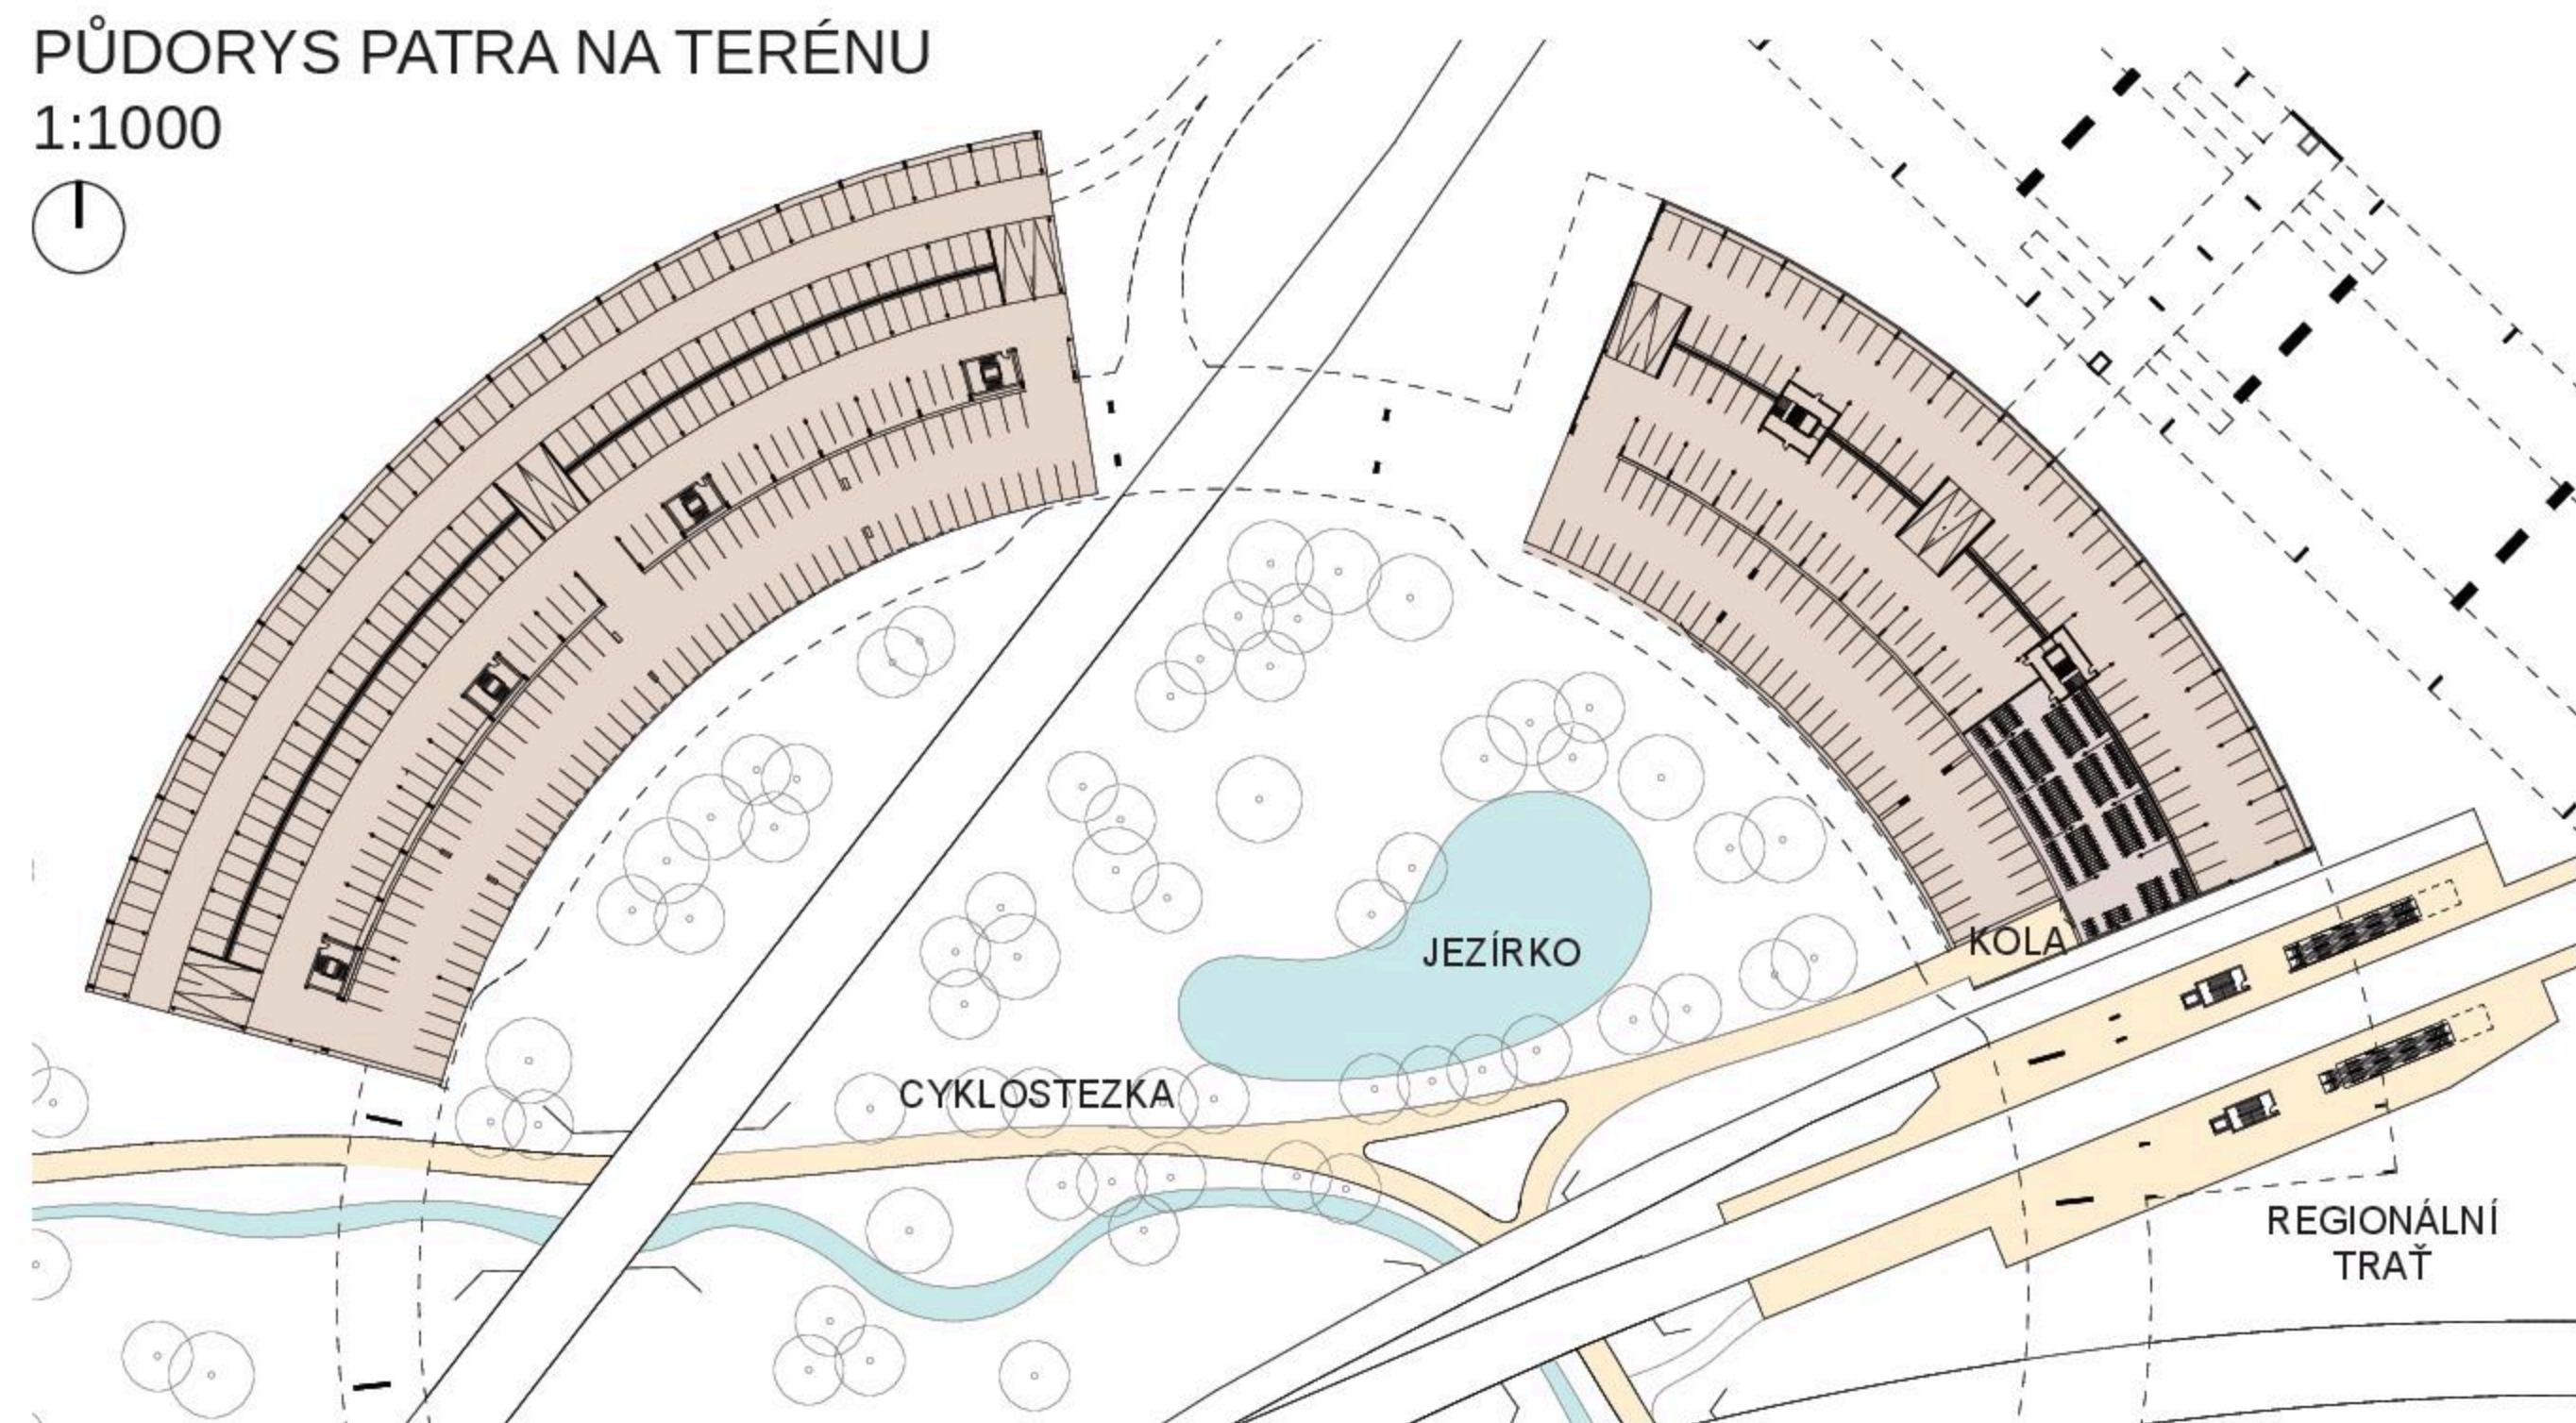 PŮDORYS PATRA NA TERÉNU
1:1000
JEZÍRKO
KOLA
CYKLOSTEZKA
REGIONÁLNÍ
TRAŤ